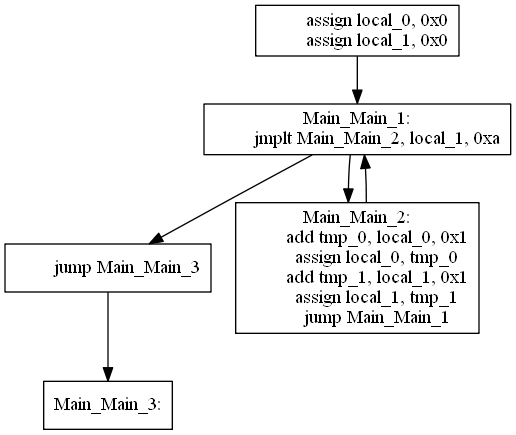 assign local_0, 0x0
assign local_1, 0x0
Main_Main_1:
jmplt Main_Main_2, local_1, 0xa
Main_Main_2:
add tmp_0, local_0, 0x1
assign local_0, tmp_0
add tmp_1, local_1, 0x1
assign local_1, tmp_1
jump Main_Main_1
jump Main_Main_3
Main_Main_3: